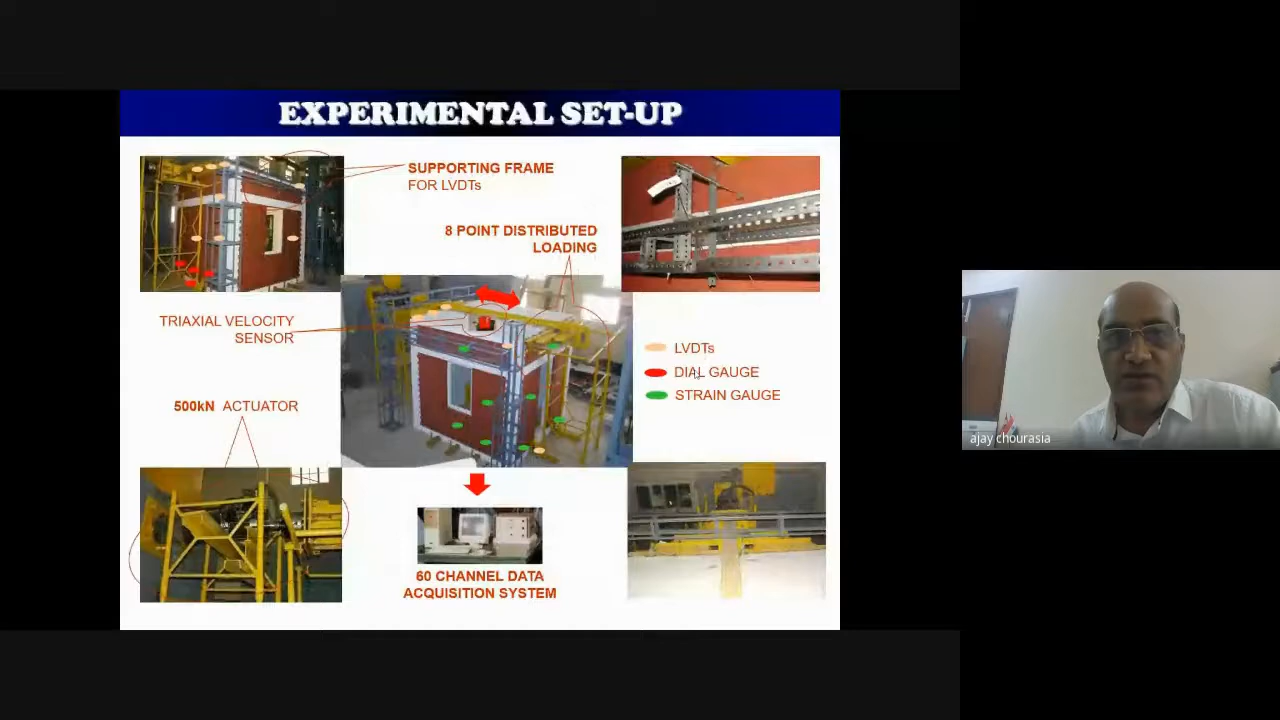 EXPERIMENTAL SET-UP
SUPPORTING FRAME
FOR LVDTs
8 POINT DISTRIBUTED
LOADING
TRIAXIAL VELOCITY
SENSOR
LVDTs
DIAL GAUGE
STRAIN GAUGE
500kN ACTUATOR
60 CHANNEL DATA
ACQUISITION SYSTEM
ajay chourasia